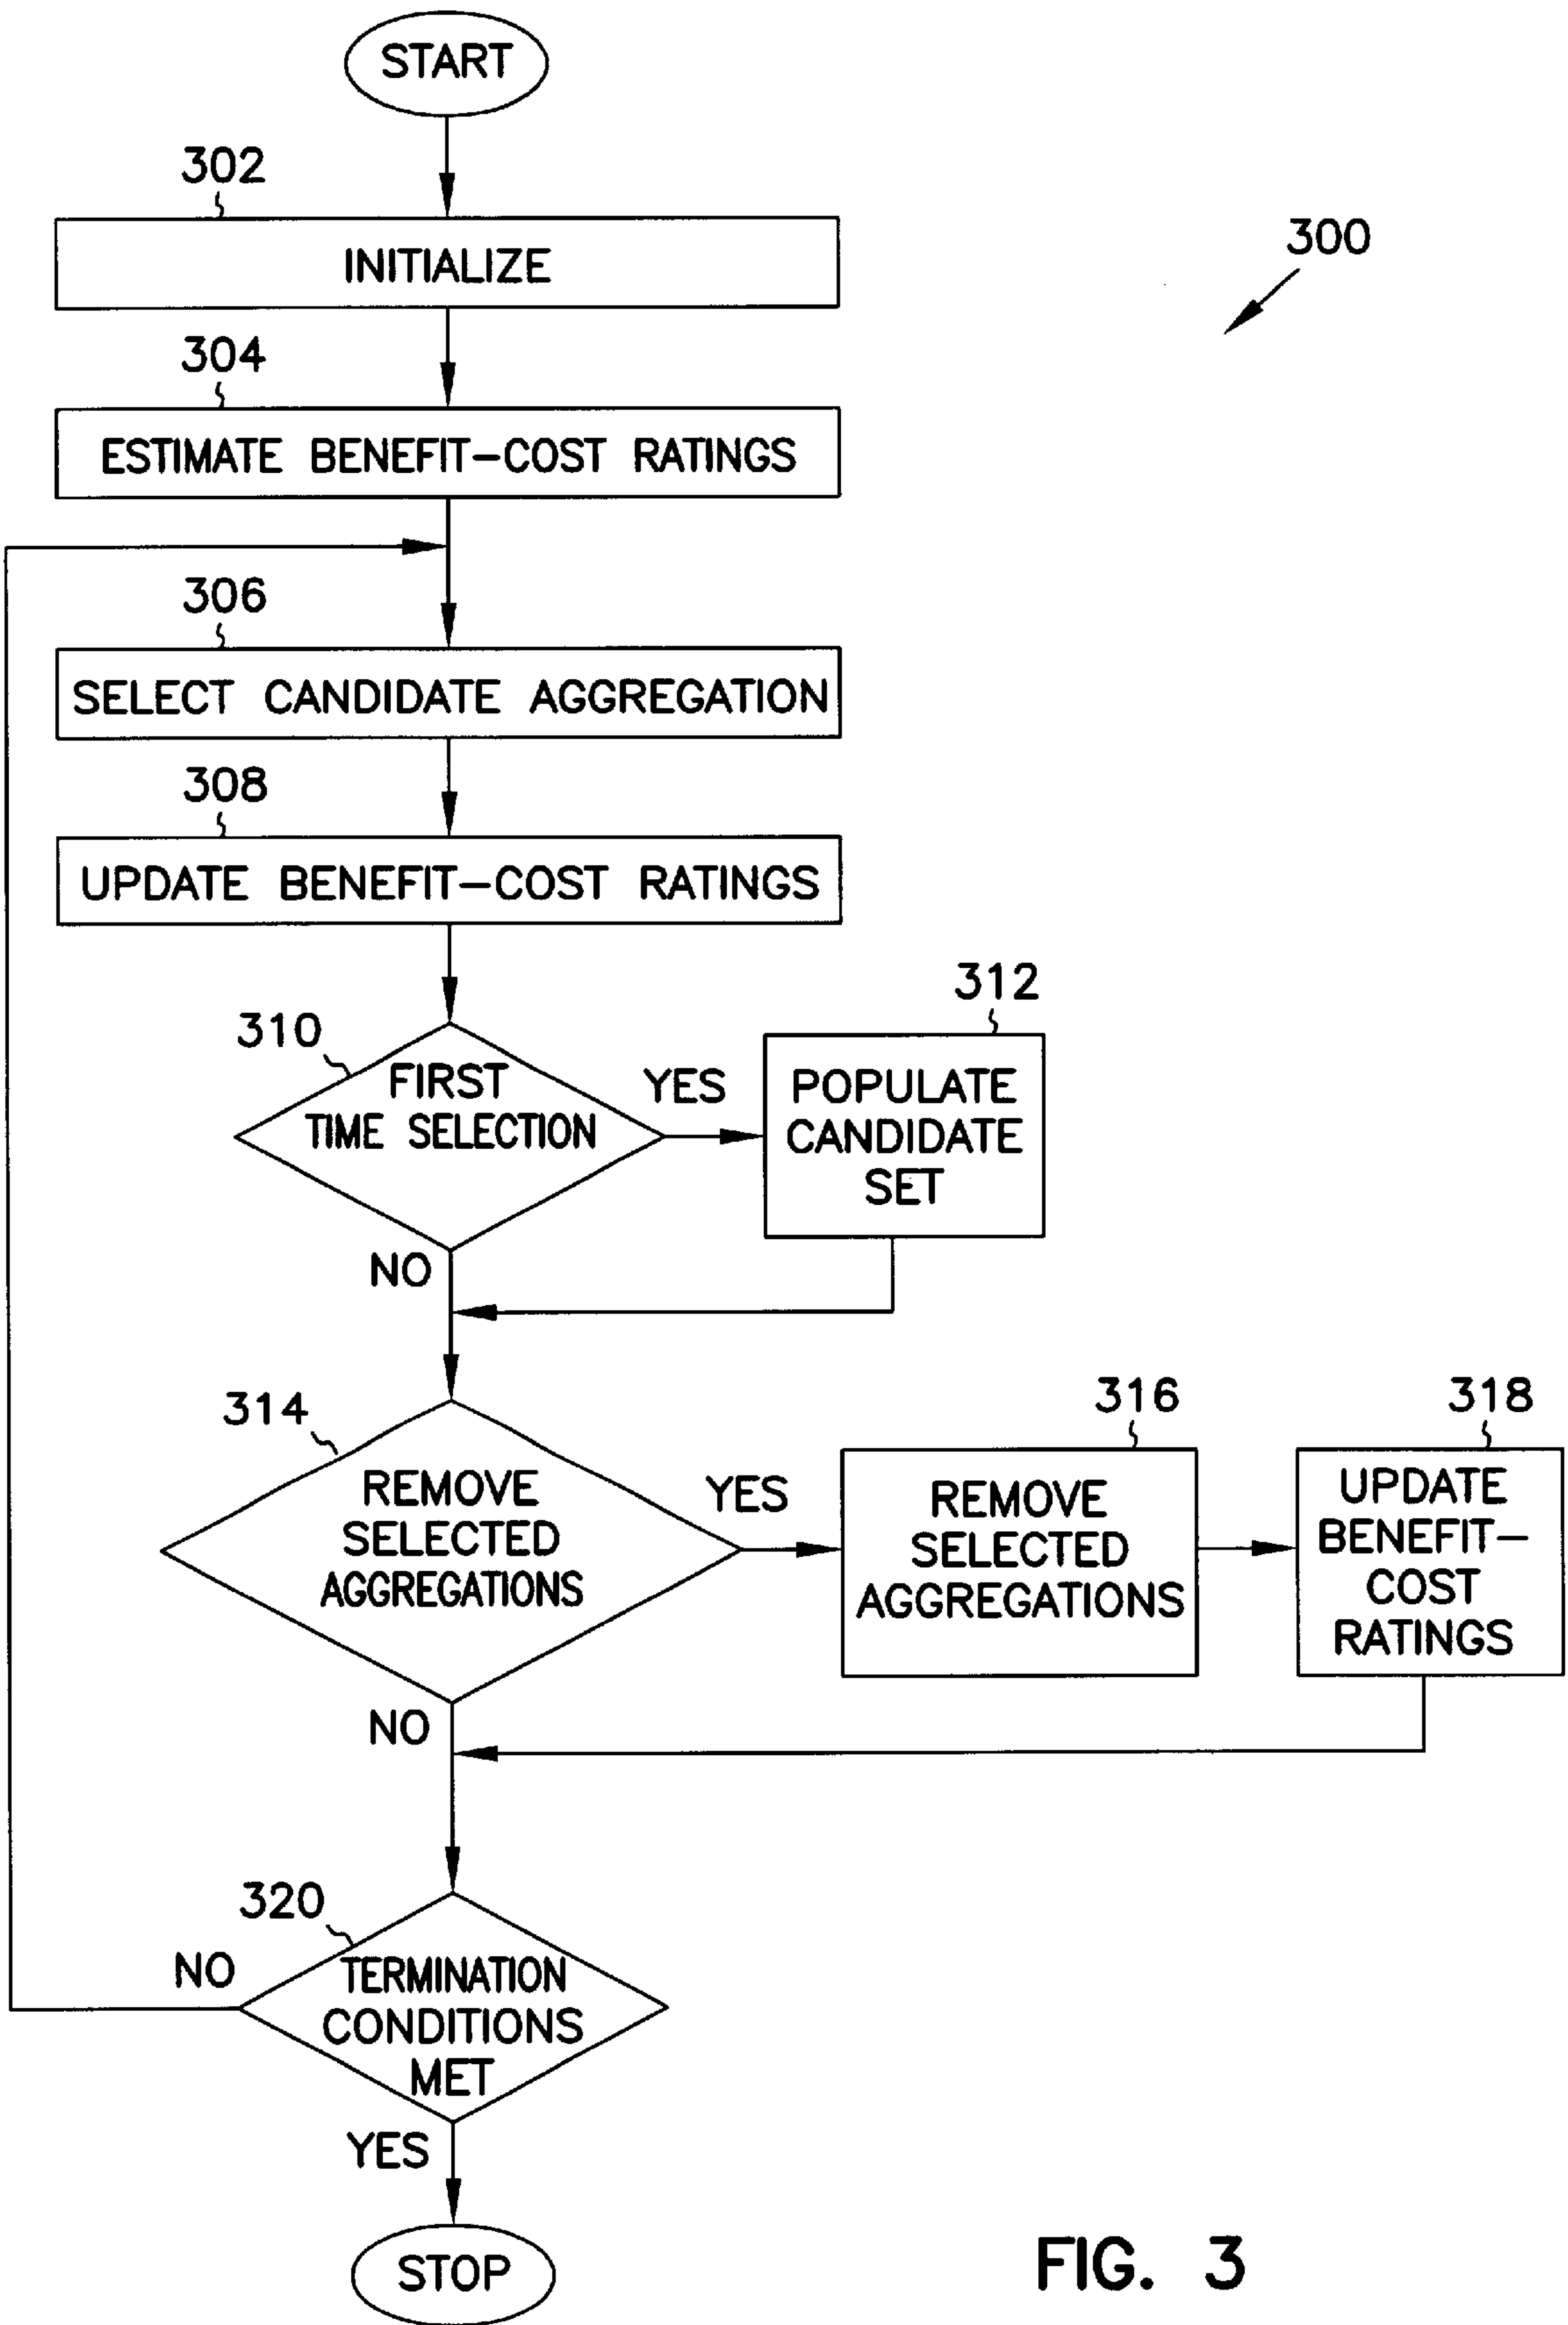 START
302
INITIALIZE
300
304
ESTIMATE BENEFIT-COST RATINGS
306
SELECT CANDIDATE AGGREGATION
308
UPDATE BENEFIT-COST RATINGS
310
FIRST
TIME SELECTION
YES
312
POPULATE
CANDIDATE
SET
NO
314
REMOVE
SELECTED
AGGREGATIONS
YES
316
REMOVE
SELECTED
AGGREGATIONS
318
UPDATE
BENEFIT-
COST
RATINGS
NO
320
NO
TERMINATION
CONDITIONS
MET
YES
STOP
FIG. 3